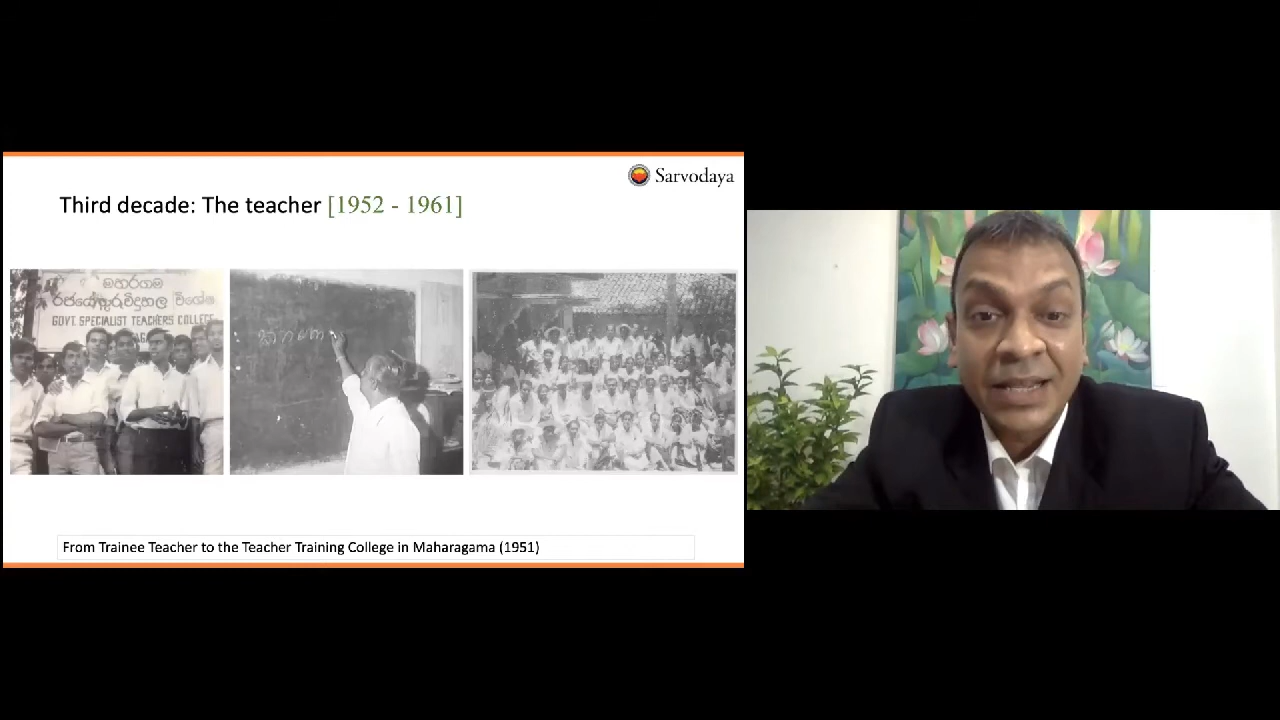 Sarvodaya
Third decade: The teacher [1952 - 1961]
මහරගම
GOVT. SPECIALIST TEACHERS COLLEGE
From Trainee Teacher to the Teacher Training College in Maharagama (1951)